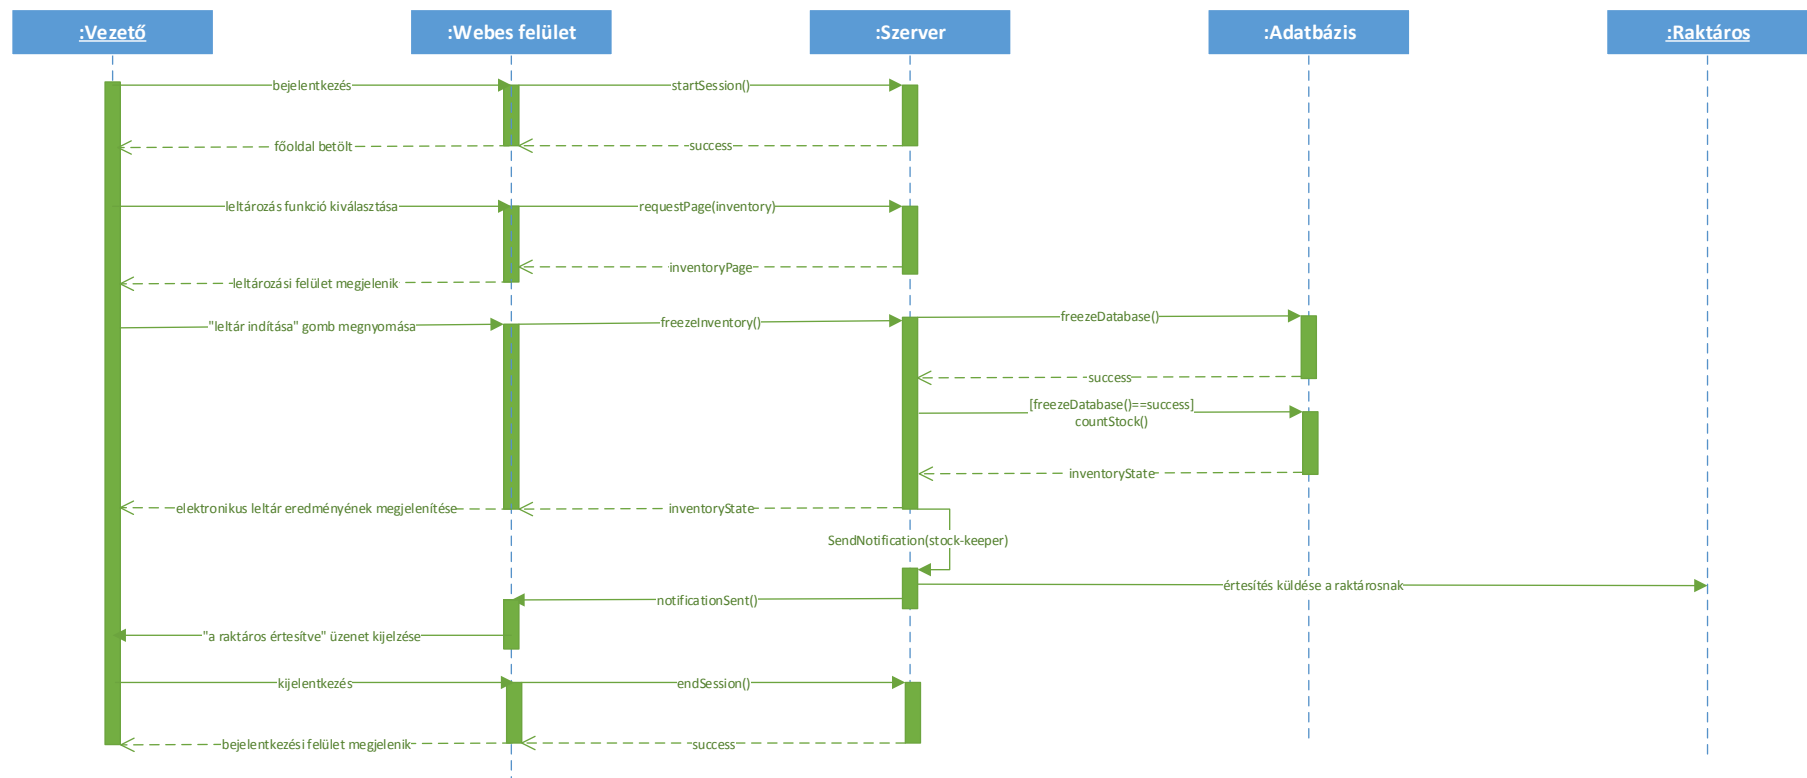 :Vezető
:Webes felület
:Szerver
:Adatbázis
:Raktáros
bejelentkezés
startSession()
főoldal betölt
success
leltározás funkció kiválasztása
requestPage(inventory)
inventoryPage
leltározási felület megjelenik
"leltár indítása" gomb megnyomása
freezeInventory()
freezeDatabase()
success
[freezeDatabase()==success]
countStock()
inventoryState
elektronikus leltár eredményének megjelenítése
inventoryState
SendNotification(stock-keeper)
értesítés küldése a raktárosnak
notificationSent()
"a raktáros értesítve" üzenet kijelzése
kijelentkezés
endSession()
bejelentkezési felület megjelenik
success